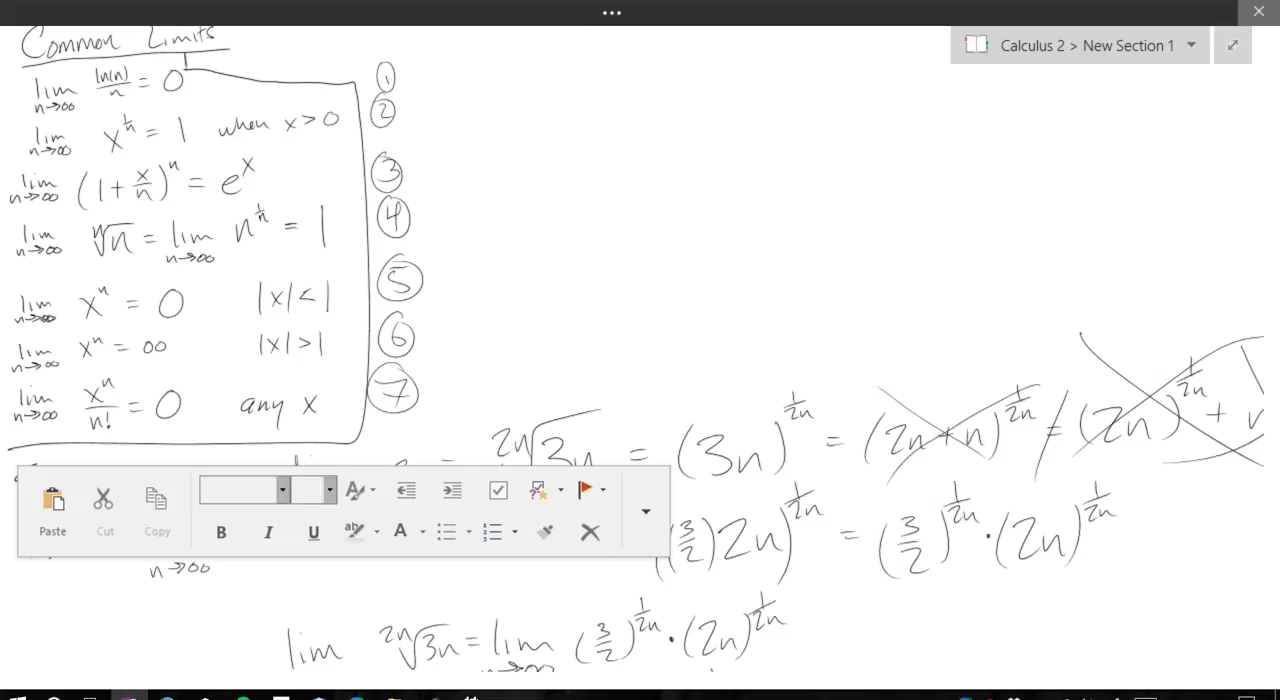 Common Limits
Calculus 2 > New Section 1
lim n→∞ ln(n)/n = 0 ①
lim n→∞ x^(1/n) = 1 when x > 0 ②
lim n→∞ (1 + x/n)^n = e^x ③
lim n→∞ ⁿ√n = lim n→∞ n^(1/n) = 1 ④
lim n→∞ x^n = 0 |x| < 1 ⑤
lim n→∞ x^n = ∞ |x| > 1 ⑥
lim n→∞ x^n/n! = 0 any x ⑦
= ²ⁿ√3n = (3n)^(1/2n) = (2n+n)^(1/2n) = (2n)^(1/2n) +
Paste Cut Copy
B I U ab A
((3/2)2n)^(1/2n) = (3/2)^(1/2n) · (2n)^(1/2n)
n→∞
lim ²ⁿ√3n = lim n→∞ (3/2)^(1/2n) · (2n)^(1/2n)